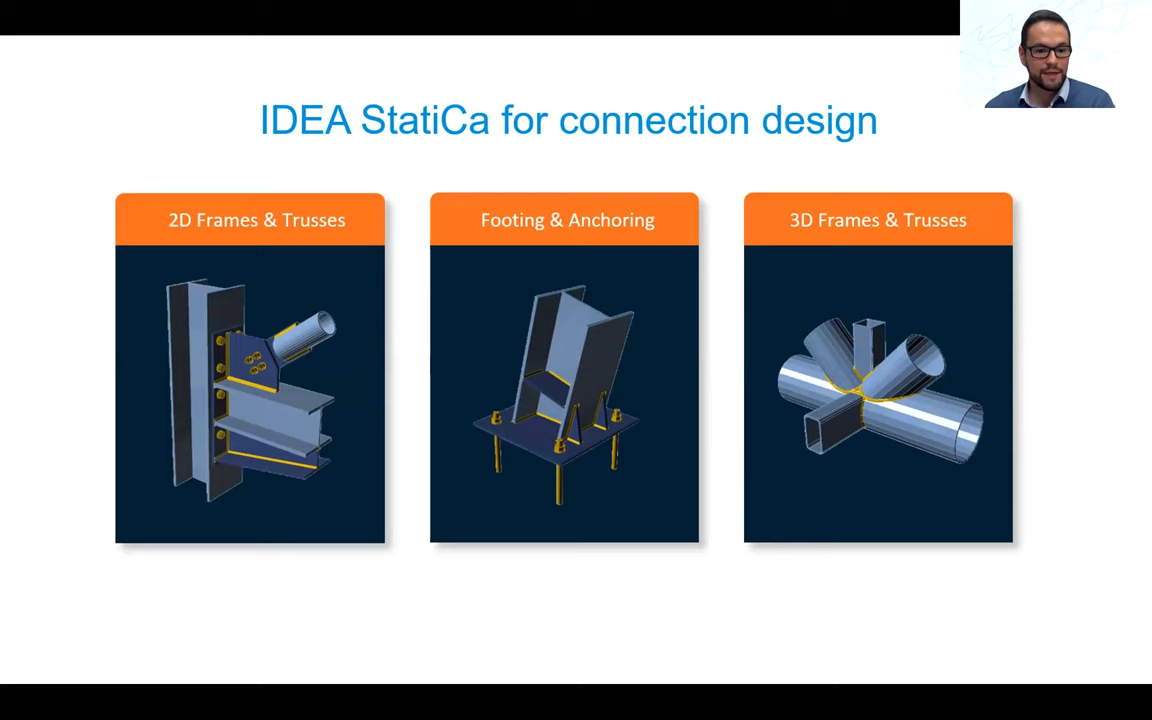 IDEA StatiCa for connection design
2D Frames & Trusses
Footing & Anchoring
3D Frames & Trusses